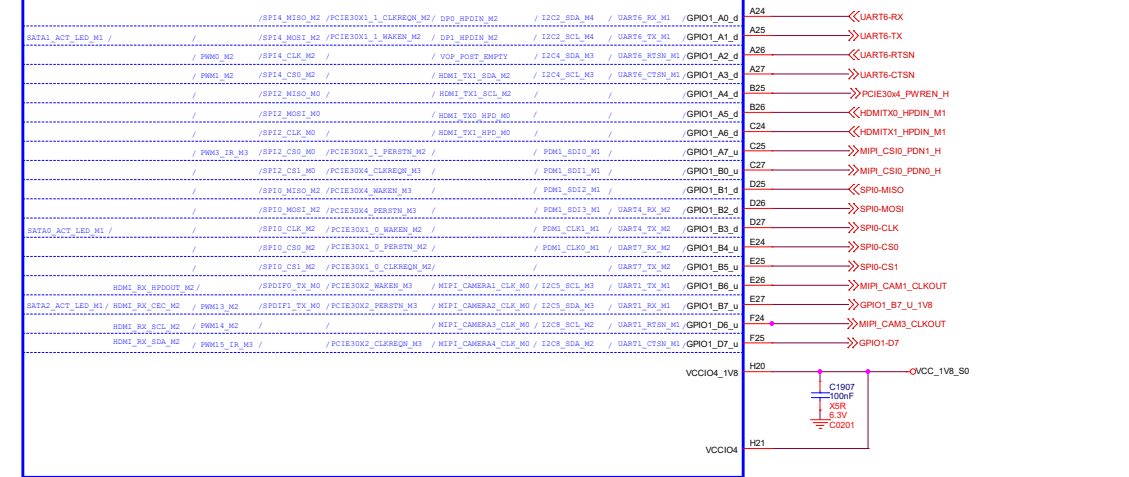 /SPI4_MISO_M2 /PCIE30X1_1_CLKREQN_M2/ DP0_HPDIN_M2 / I2C2_SDA_M4 / UART6_RX_M1 /GPIO1_A0_d A24 UART6-RX
SATA1_ACT_LED_M1 / / /SPI4_MOSI_M2 /PCIE30X1_1_WAKEN_M2 / DP1_HPDIN_M2 / I2C2_SCL_M4 / UART6_TX_M1 /GPIO1_A1_d A25 UART6-TX
/ PWM0_M2 /SPI4_CLK_M2 / / VOP_POST_EMPTY / I2C4_SDA_M3 / UART6_RTSN_M1 /GPIO1_A2_d A26 UART6-RTSN
/ PWM1_M2 /SPI4_CS0_M2 / / HDMI_TX1_SDA_M2 / I2C4_SCL_M3 / UART6_CTSN_M1 /GPIO1_A3_d A27 UART6-CTSN
/ /SPI2_MISO_M0 / / HDMI_TX1_SCL_M2 / / /GPIO1_A4_d B25 PCIE30x4_PWREN_H
/ /SPI2_MOSI_M0 / HDMI_TX0_HPD_M0 / / /GPIO1_A5_d B26 HDMITX0_HPDIN_M1
/ /SPI2_CLK_M0 / / HDMI_TX1_HPD_M0 / / /GPIO1_A6_d C24 HDMITX1_HPDIN_M1
/ PWM3_IR_M3 /SPI2_CS0_M0 /PCIE30X1_1_PERSTN_M2 / / PDM1_SDI0_M1 / /GPIO1_A7_u C25 MIPI_CSI0_PDN1_H
/ /SPI2_CS1_M0 /PCIE30X4_CLKREQN_M3 / / PDM1_SDI1_M1 / /GPIO1_B0_u C27 MIPI_CSI0_PDN0_H
/ /SPI0_MISO_M2 /PCIE30X4_WAKEN_M3 / / PDM1_SDI2_M1 / /GPIO1_B1_d D25 SPI0-MISO
/ /SPI0_MOSI_M2 /PCIE30X4_PERSTN_M3 / / PDM1_SDI3_M1 / UART4_RX_M2 /GPIO1_B2_d D26 SPI0-MOSI
SATA0_ACT_LED_M1 / / /SPI0_CLK_M2 /PCIE30X1_0_WAKEN_M2 / / PDM1_CLK1_M1 / UART4_TX_M2 /GPIO1_B3_d D27 SPI0-CLK
/ /SPI0_CS0_M2 /PCIE30X1_0_PERSTN_M2 / / PDM1_CLK0_M1 / UART7_RX_M2 /GPIO1_B4_u E24 SPI0-CS0
/ /SPI0_CS1_M2 /PCIE30X1_0_CLKREQN_M2/ / / UART7_TX_M2 /GPIO1_B5_u E25 SPI0-CS1
HDMI_RX_HPDOUT_M2/ /SPDIF0_TX_M0 /PCIE30X2_WAKEN_M3 / MIPI_CAMERA1_CLK_M0 / I2C5_SCL_M3 / UART1_TX_M1 /GPIO1_B6_u E26 MIPI_CAM1_CLKOUT
SATA2_ACT_LED_M1/ HDMI_RX_CEC_M2 / PWM13_M2 /SPDIF1_TX_M0 /PCIE30X2_PERSTN_M3 / MIPI_CAMERA2_CLK_M0 / I2C5_SDA_M3 / UART1_RX_M1 /GPIO1_B7_u E27 GPIO1_B7_U_1V8
HDMI_RX_SCL_M2 / PWM14_M2 / / / MIPI_CAMERA3_CLK_M0 / I2C8_SCL_M2 / UART1_RTSN_M1 /GPIO1_D6_u F24 MIPI_CAM3_CLKOUT
HDMI_RX_SDA_M2 / PWM15_IR_M3 / /PCIE30X2_CLKREQN_M3 / MIPI_CAMERA4_CLK_M0 / I2C8_SDA_M2 / UART1_CTSN_M1 /GPIO1_D7_u F25 GPIO1-D7
VCCIO4_1V8 H20 VCC_1V8_S0
C1907
100nF
X5R
6.3V
C0201
VCCIO4 H21